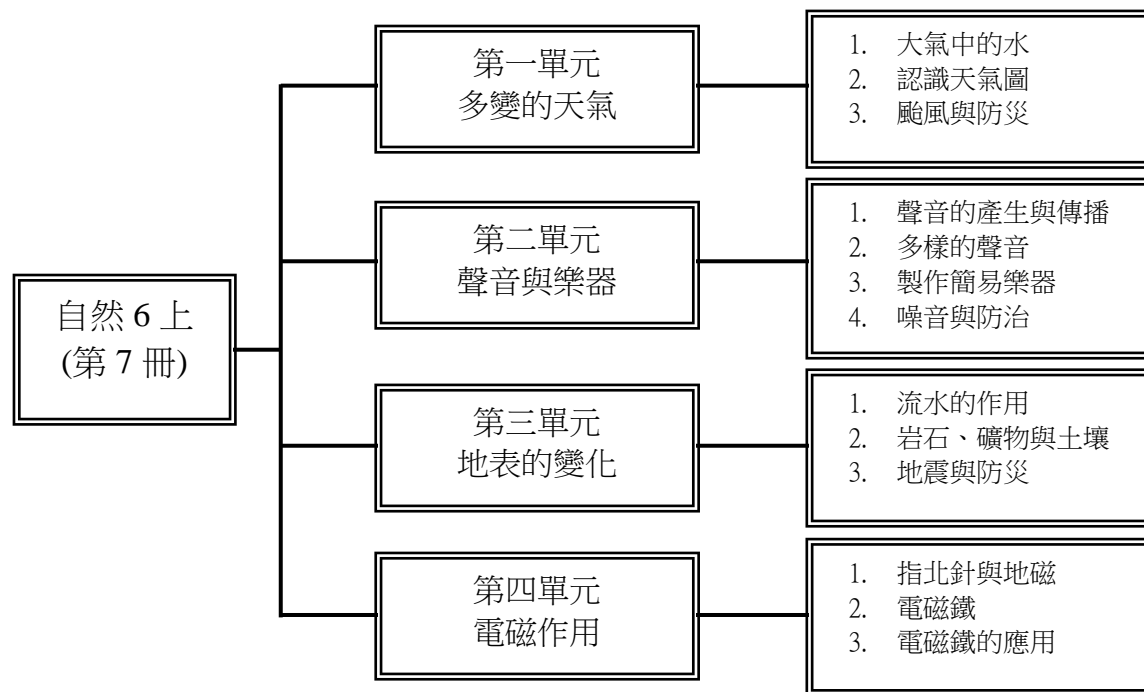 自然 6 上
(第 7 冊)
第一單元
多變的天氣
1. 大氣中的水
2. 認識天氣圖
3. 颱風與防災
第二單元
聲音與樂器
1. 聲音的產生與傳播
2. 多樣的聲音
3. 製作簡易樂器
4. 噪音與防治
第三單元
地表的變化
1. 流水的作用
2. 岩石、礦物與土壤
3. 地震與防災
第四單元
電磁作用
1. 指北針與地磁
2. 電磁鐵
3. 電磁鐵的應用